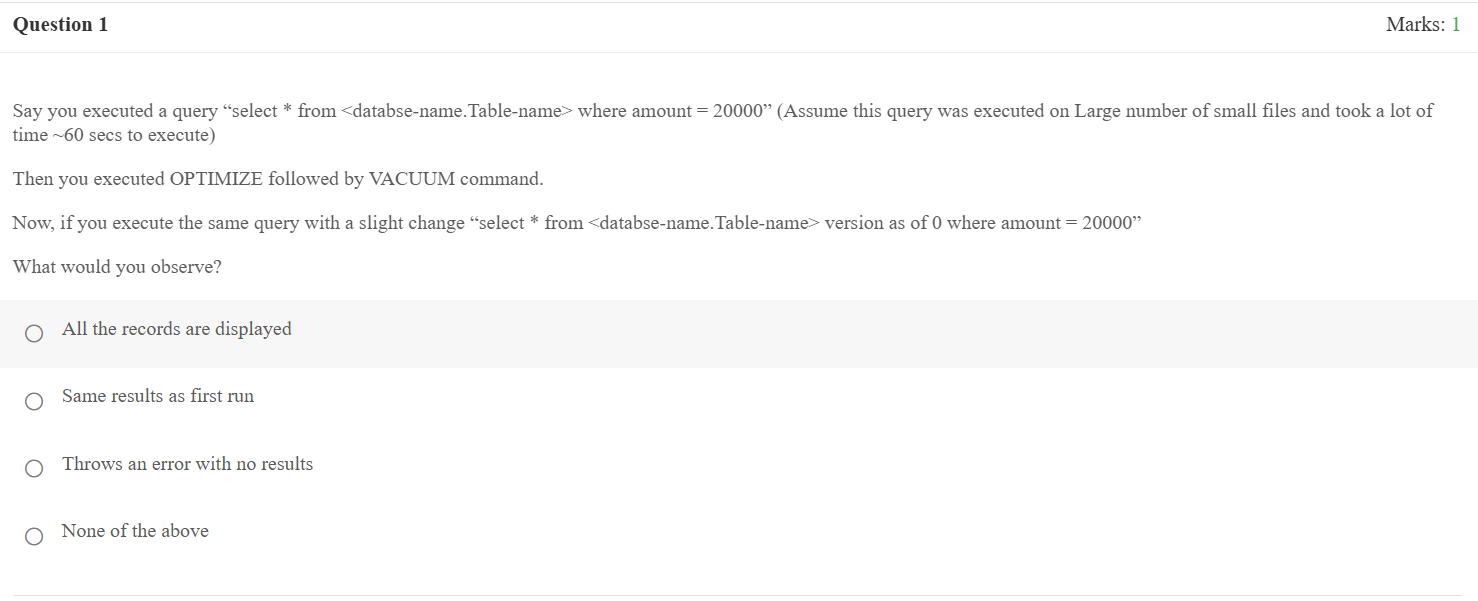 Question 1
Marks: 1
Say you executed a query “select * from <databse-name.Table-name> where amount = 20000” (Assume this query was executed on Large number of small files and took a lot of
time ~60 secs to execute)
Then you executed OPTIMIZE followed by VACUUM command.
Now, if you execute the same query with a slight change “select * from <databse-name.Table-name> version as of 0 where amount = 20000”
What would you observe?
All the records are displayed
Same results as first run
Throws an error with no results
None of the above